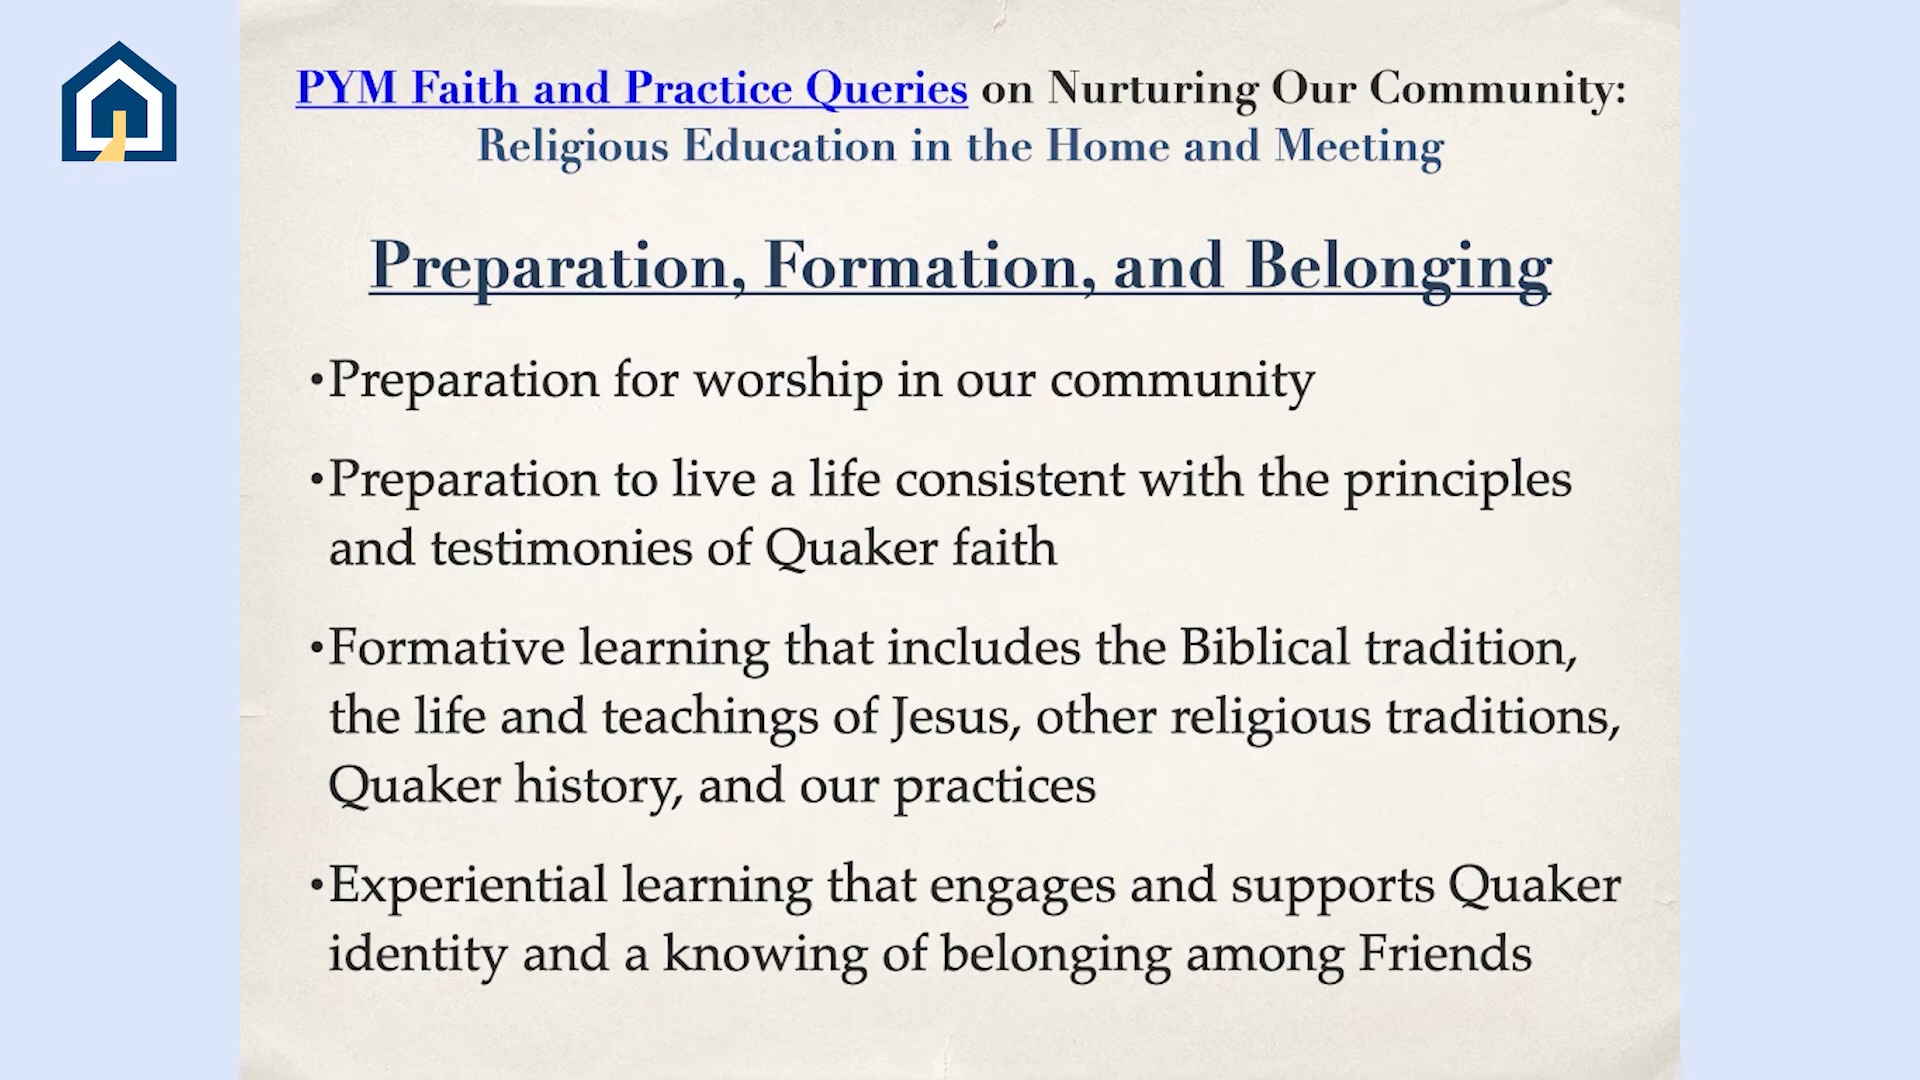 PYM Faith and Practice Queries on Nurturing Our Community:
Religious Education in the Home and Meeting
Preparation, Formation, and Belonging
•Preparation for worship in our community
•Preparation to live a life consistent with the principles
and testimonies of Quaker faith
•Formative learning that includes the Biblical tradition,
the life and teachings of Jesus, other religious traditions,
Quaker history, and our practices
•Experiential learning that engages and supports Quaker
identity and a knowing of belonging among Friends